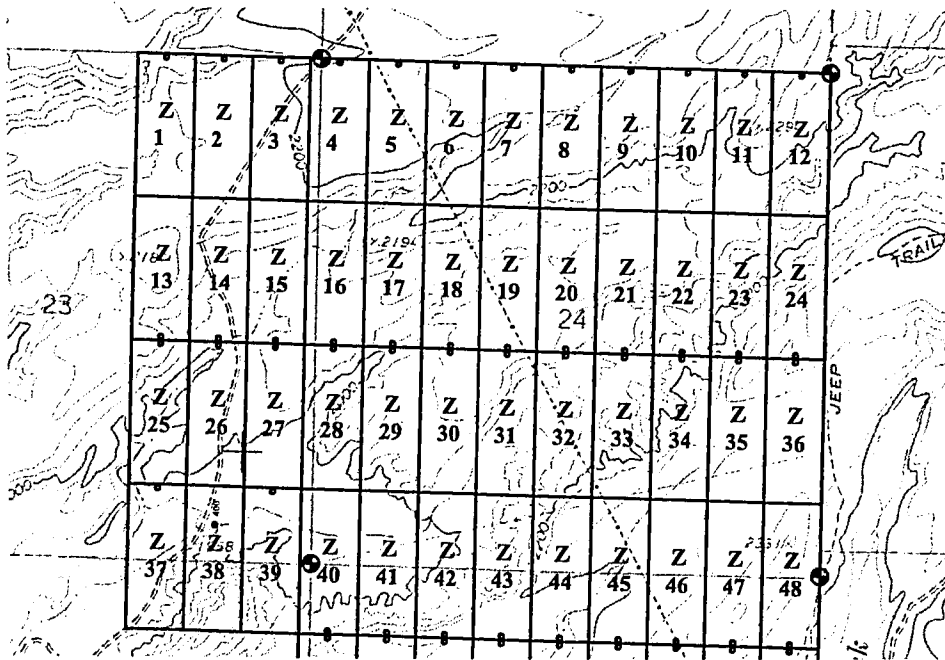 Z Z Z Z Z Z Z Z Z Z Z Z
1 2 3 4 5 6 7 8 9 10 11 12
TRAIL
Z Z Z Z Z Z Z Z Z Z Z Z
13 14 15 16 17 18 19 20 21 22 23 24
23
24
JEEP
Z Z Z Z Z Z Z Z Z Z Z Z
25 26 27 28 29 30 31 32 33 34 35 36
Z Z Z Z Z Z Z Z Z Z Z Z
37 38 39 40 41 42 43 44 45 46 47 48